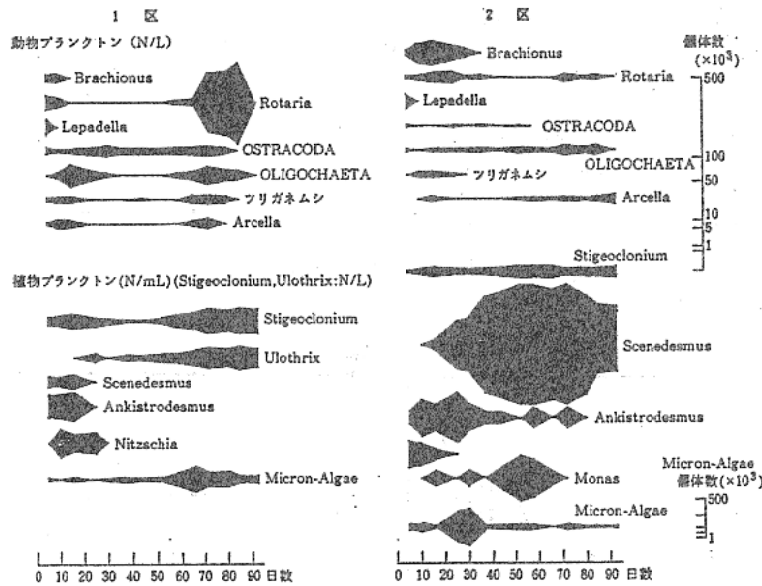 1 区
動物プランクトン (N/L)
Brachionus
Rotaria
Lepadella
OSTRACODA
OLIGOCHAETA
ツリガネムシ
Arcella
植物プランクトン(N/mL)(Stigeoclonium,Ulothrix:N/L)
Stigeoclonium
Ulothrix
Scenedesmus
Ankistrodesmus
Nitzschia
Micron-Algae
0 10 20 30 40 50 60 70 80 90 日数
2 区
Brachionus
Rotaria
Lepadella
OSTRACODA
OLIGOCHAETA
ツリガネムシ
Arcella
Stigeoclonium
Scenedesmus
Ankistrodesmus
Monas
Micron-Algae
0 10 20 30 40 50 60 70 80 90 日数
個体数
(×10³)
500
100
50
10
5
1
Micron-Algae
個体数(×10³)
500
1